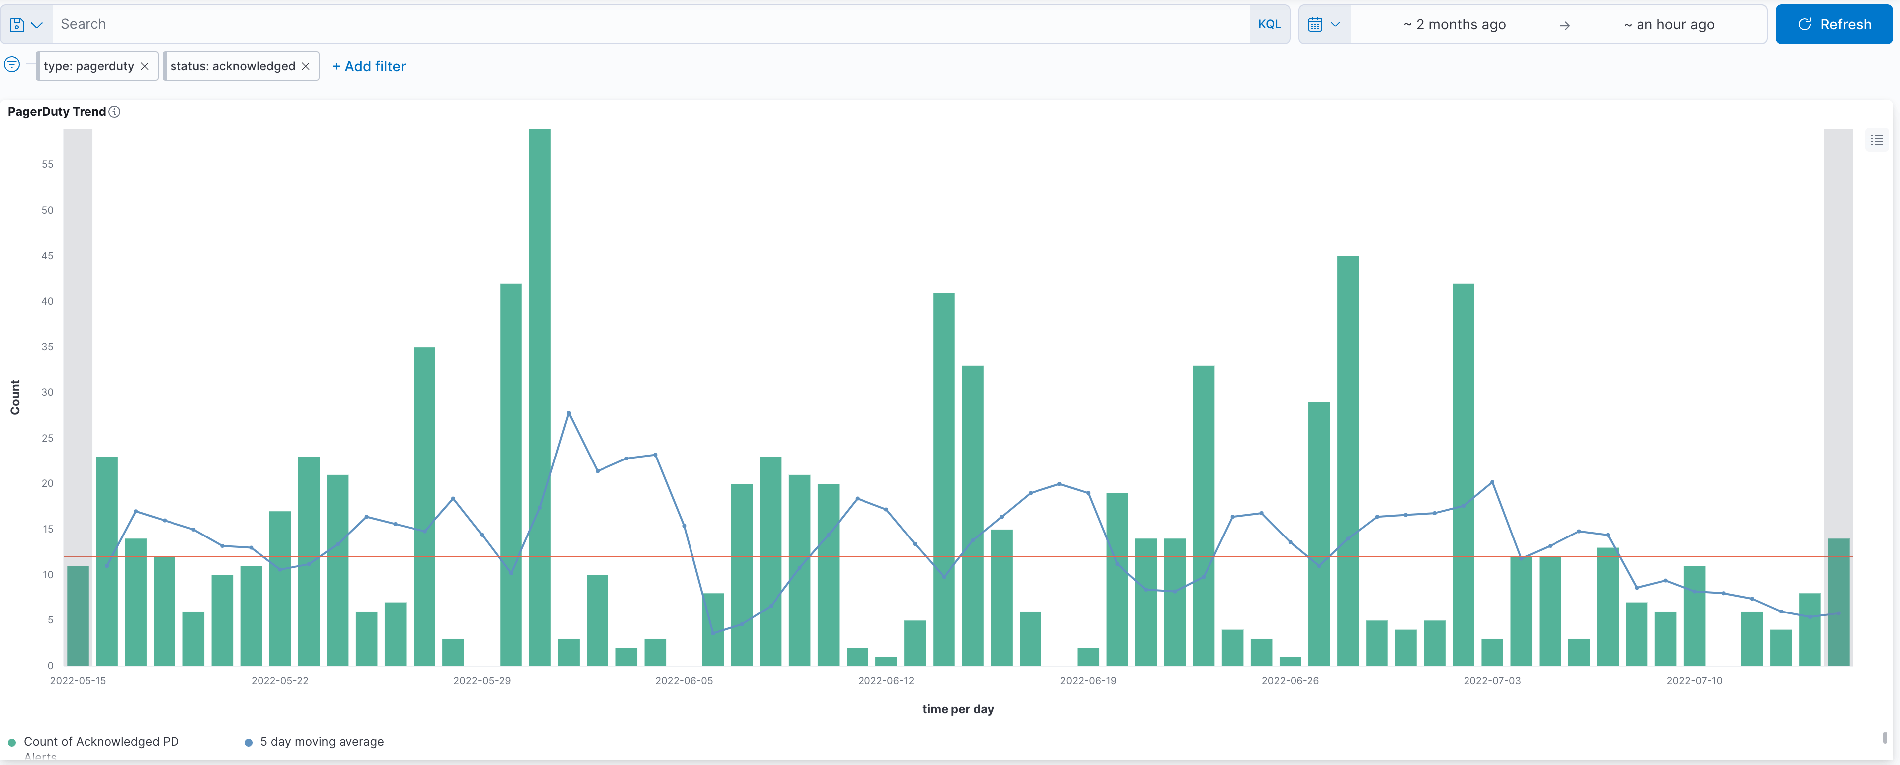 Search KQL ~ 2 months ago → ~ an hour ago Refresh
type: pagerduty × status: acknowledged × + Add filter
PagerDuty Trend
55
50
45
40
35
30
25
20
15
10
5
0
Count
2022-05-15 2022-05-22 2022-05-29 2022-06-05 2022-06-12 2022-06-19 2022-06-26 2022-07-03 2022-07-10
time per day
Count of Acknowledged PD 5 day moving average
Alerts